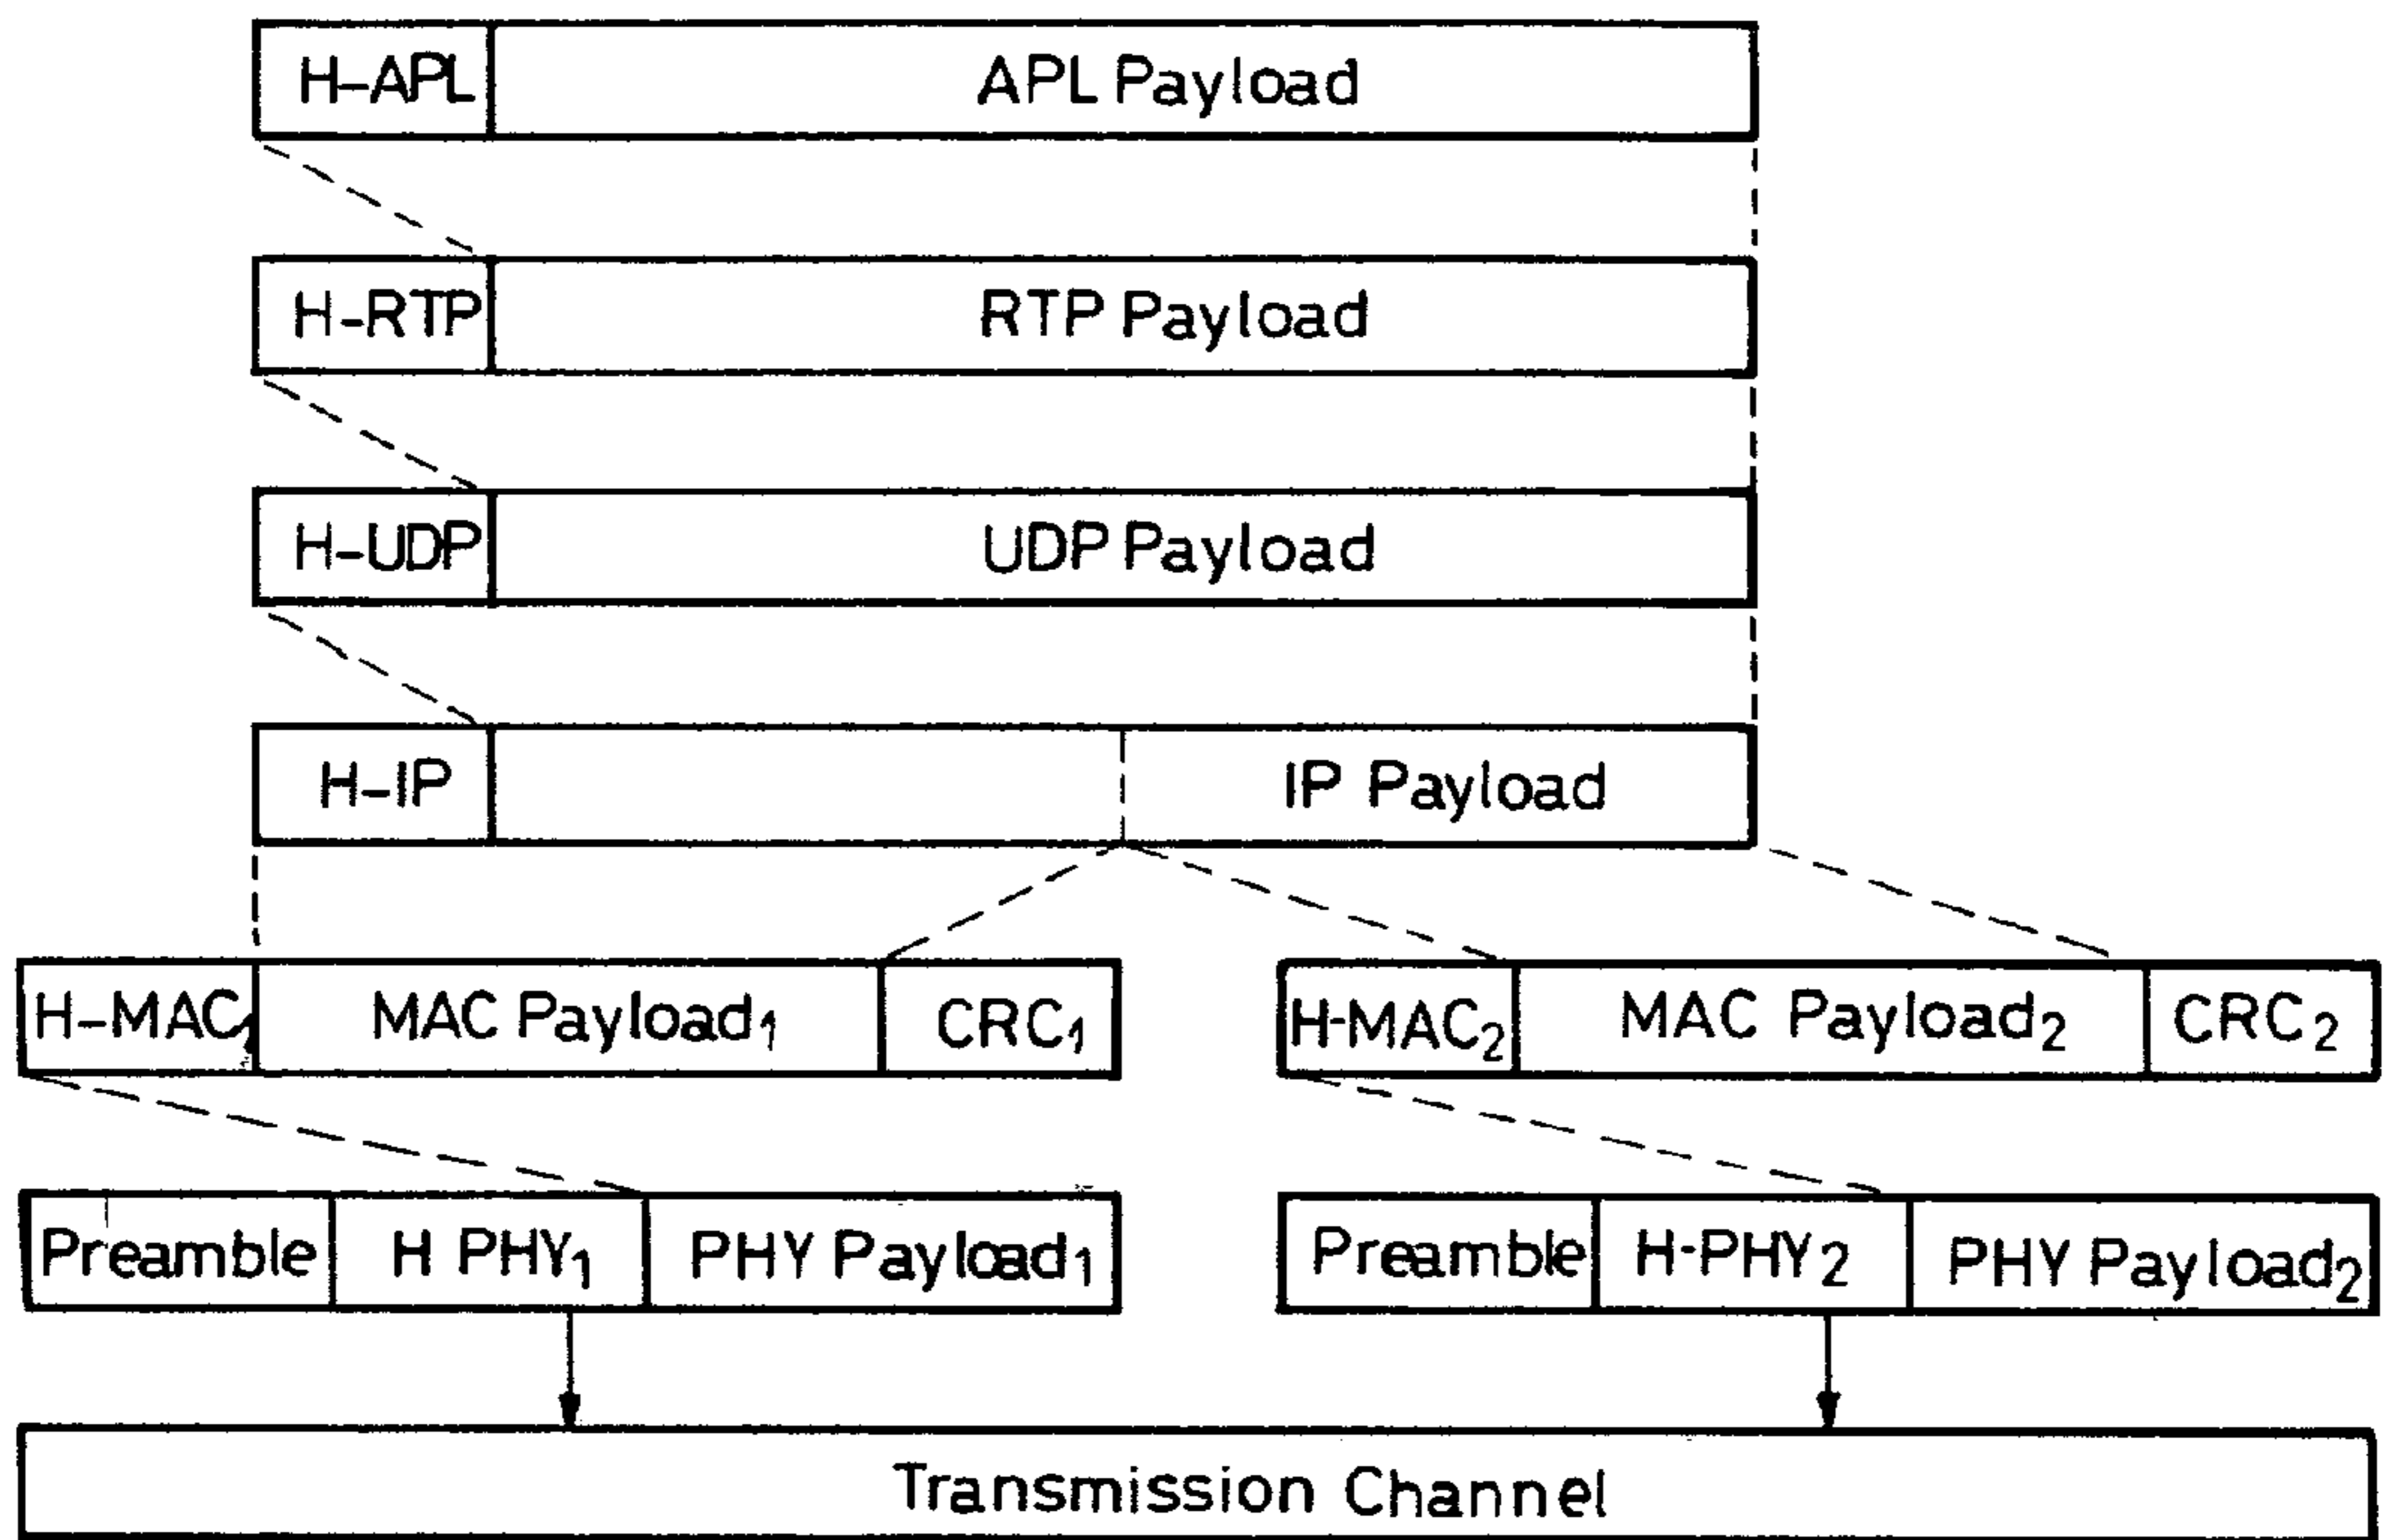 H-APL APL Payload
H-RTP RTP Payload
H-UDP UDP Payload
H-IP IP Payload
H-MAC₁ MAC Payload₁ CRC₁ H-MAC₂ MAC Payload₂ CRC₂
Preamble H PHY₁ PHY Payload₁ Preamble H-PHY₂ PHY Payload₂
Transmission Channel